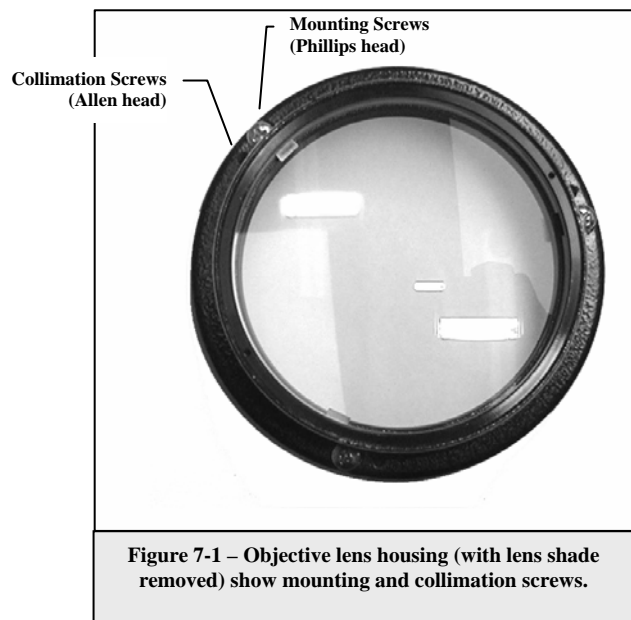 Mounting Screws
(Phillips head)
Collimation Screws
(Allen head)
Figure 7-1 – Objective lens housing (with lens shade
removed) show mounting and collimation screws.